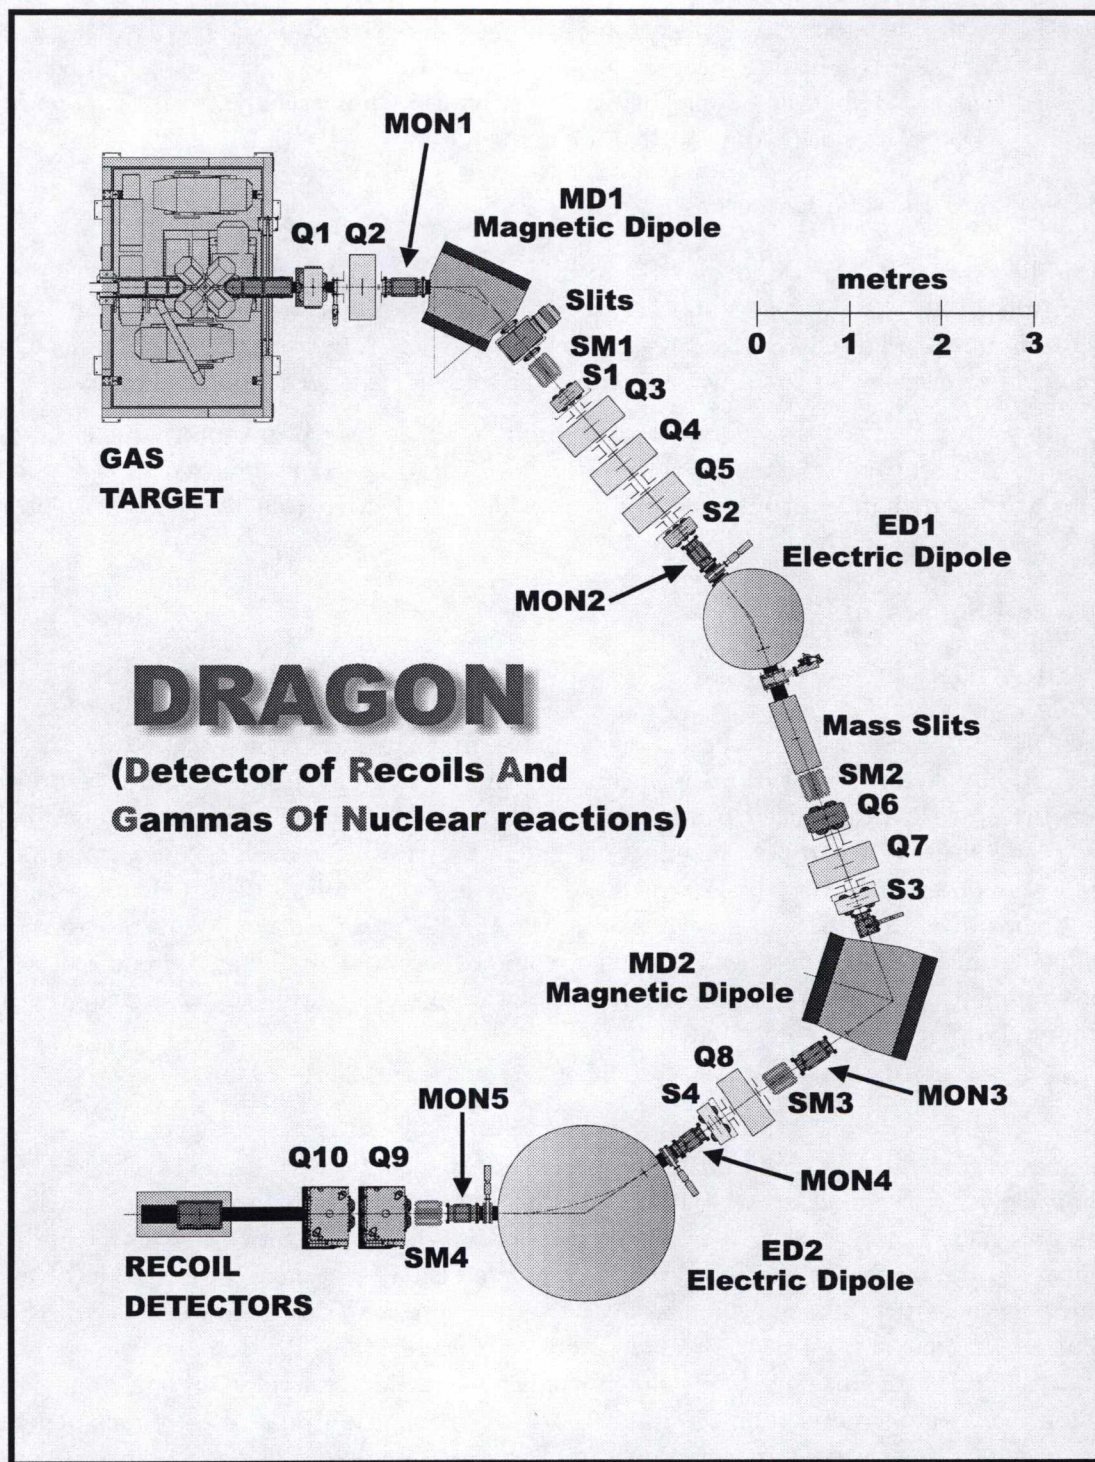 MON1
MD1
Magnetic Dipole
Q1
Q2
Slits
metres
0 1 2 3
SM1
S1
Q3
Q4
Q5
S2
GAS
TARGET
ED1
Electric Dipole
MON2
DRAGON
(Detector of Recoils And
Gammas Of Nuclear reactions)
Mass Slits
SM2
Q6
Q7
S3
MD2
Magnetic Dipole
Q8
S4
SM3
MON3
MON4
MON5
Q10
Q9
SM4
RECOIL
DETECTORS
ED2
Electric Dipole